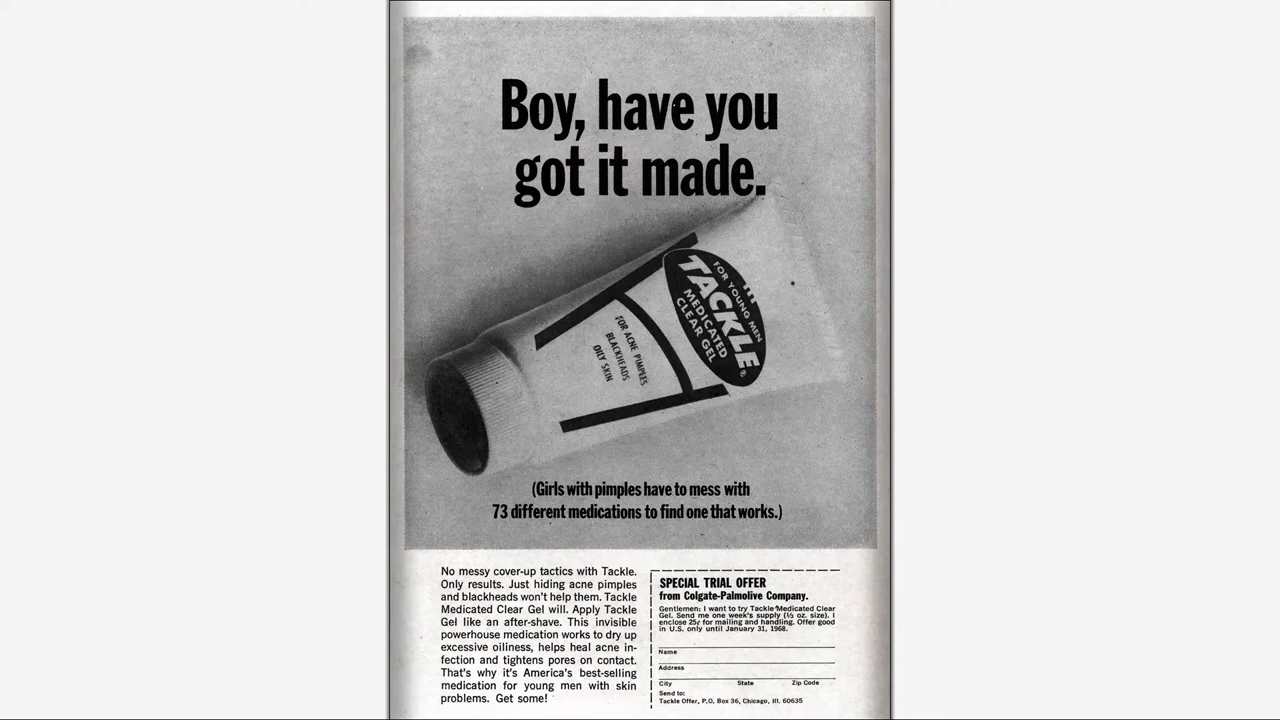 Boy, have you
got it made.
FOR YOUNG MEN
TACKLE®
MEDICATED
CLEAR GEL
FOR ACNE PIMPLES
BLACKHEADS
OILY SKIN
(Girls with pimples have to mess with
73 different medications to find one that works.)
No messy cover-up tactics with Tackle.
Only results. Just hiding acne pimples
and blackheads won't help them. Tackle
Medicated Clear Gel will. Apply Tackle
Gel like an after-shave. This invisible
powerhouse medication works to dry up
excessive oiliness, helps heal acne in-
fection and tightens pores on contact.
That's why it's America's best-selling
medication for young men with skin
problems. Get some!
SPECIAL TRIAL OFFER
from Colgate-Palmolive Company.
Gentlemen: I want to try Tackle Medicated Clear
Gel. Send me one week's supply (½ oz. size). I
enclose 25¢ for mailing and handling. Offer good
in U.S. only until January 31, 1968.
Name
Address
City State Zip Code
Send to:
Tackle Offer, P.O. Box 36, Chicago, Ill. 60635